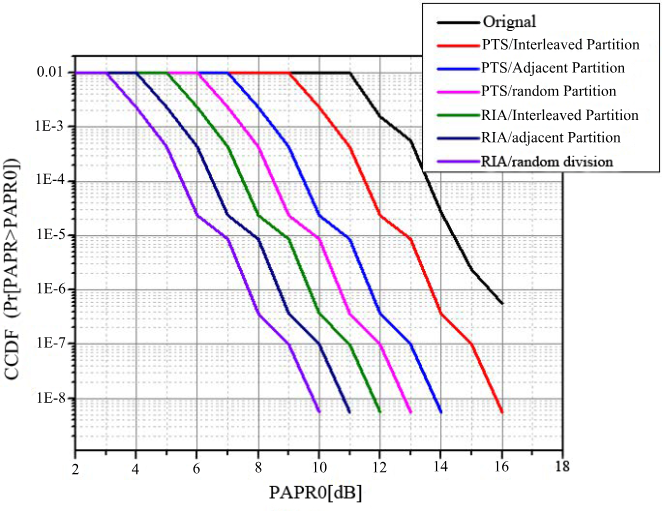 Orignal
PTS/Interleaved Partition
PTS/Adjacent Partition
PTS/random Partition
RIA/Interleaved Partition
RIA/adjacent Partition
RIA/random division
0.01
1E-3
1E-4
1E-5
1E-6
1E-7
1E-8
CCDF (Pr[PAPR>PAPR0])
2 4 6 8 10 12 14 16 18
PAPR0[dB]